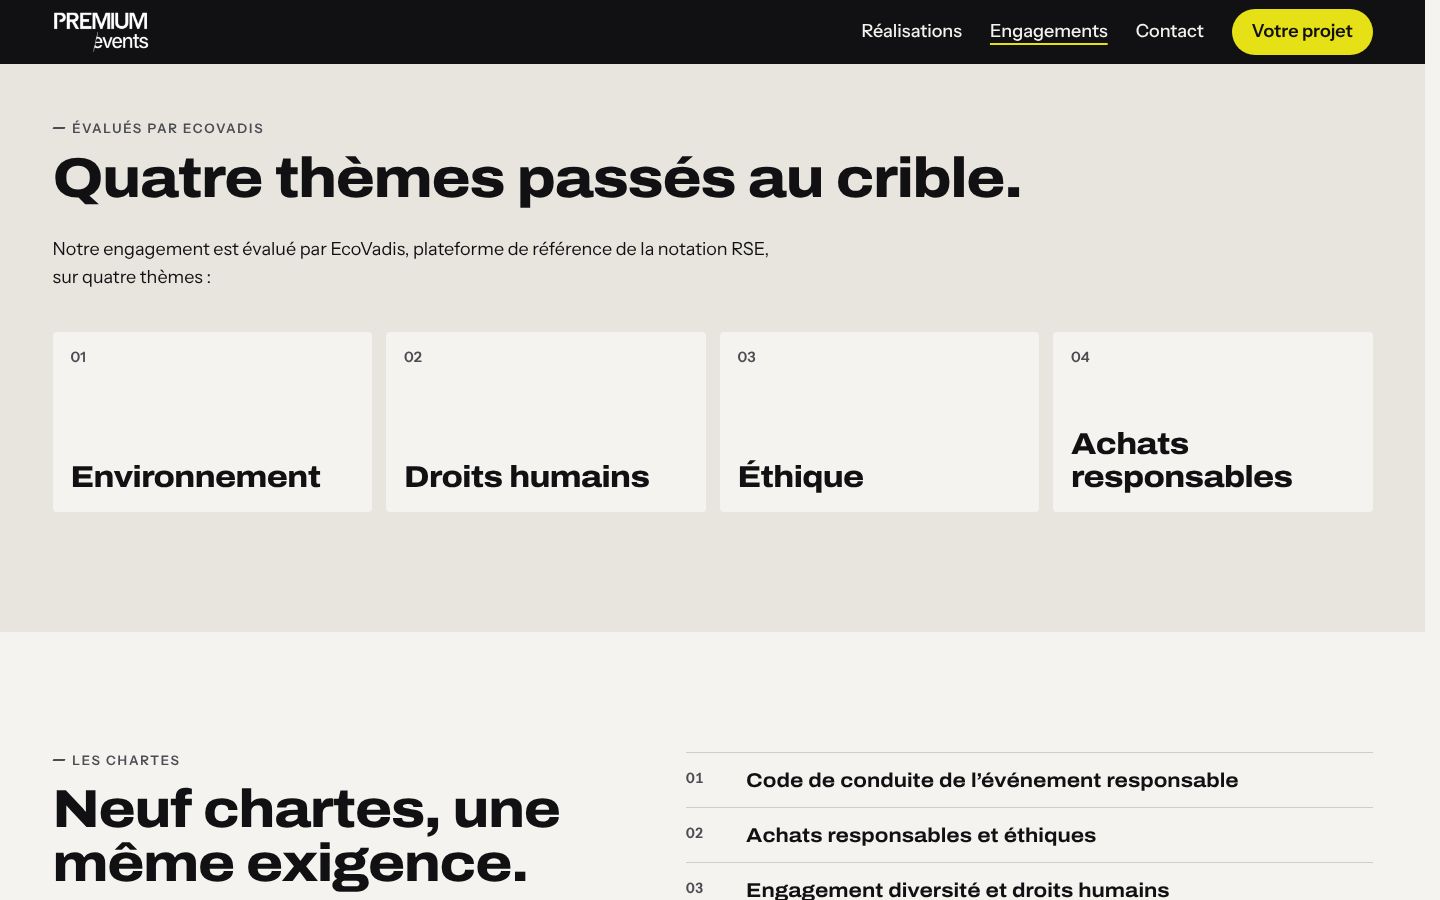 PREMIUM
events
Réalisations
Engagements
Contact
Votre projet
— ÉVALUÉS PAR ECOVADIS
Quatre thèmes passés au crible.
Notre engagement est évalué par EcoVadis, plateforme de référence de la notation RSE,
sur quatre thèmes :
01
Environnement
02
Droits humains
03
Éthique
04
Achats
responsables
— LES CHARTES
Neuf chartes, une
même exigence.
01 Code de conduite de l’événement responsable
02 Achats responsables et éthiques
03 Engagement diversité et droits humains